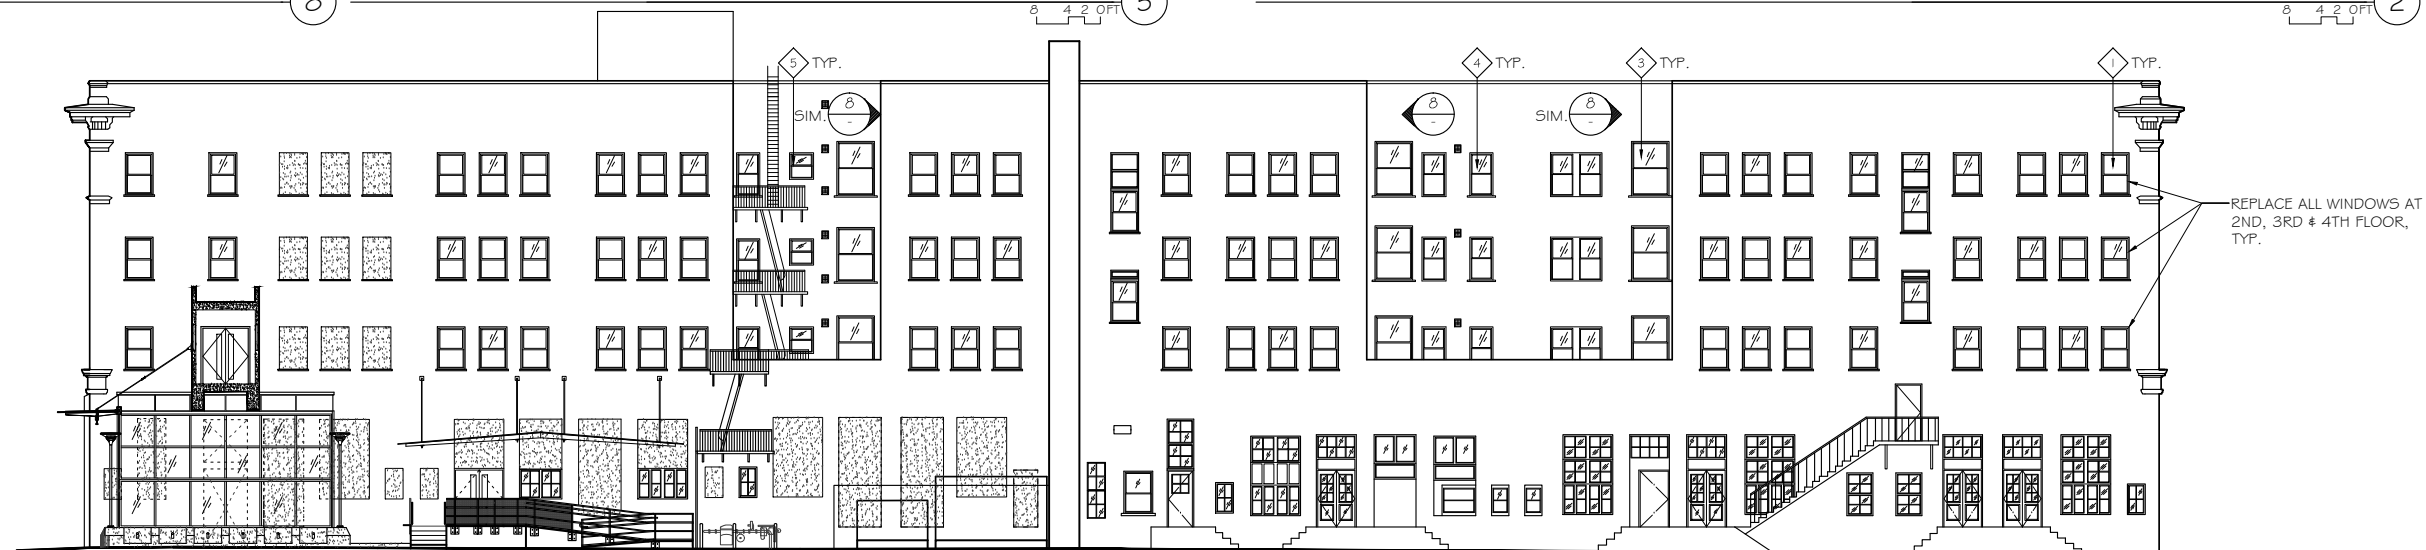 6
8 4 2 0FT
5
8 4 2 0FT
2
5 TYP.
4 TYP.
3 TYP.
1 TYP.
SIM.
8
-
8
-
SIM.
8
-
REPLACE ALL WINDOWS AT
2ND, 3RD & 4TH FLOOR,
TYP.